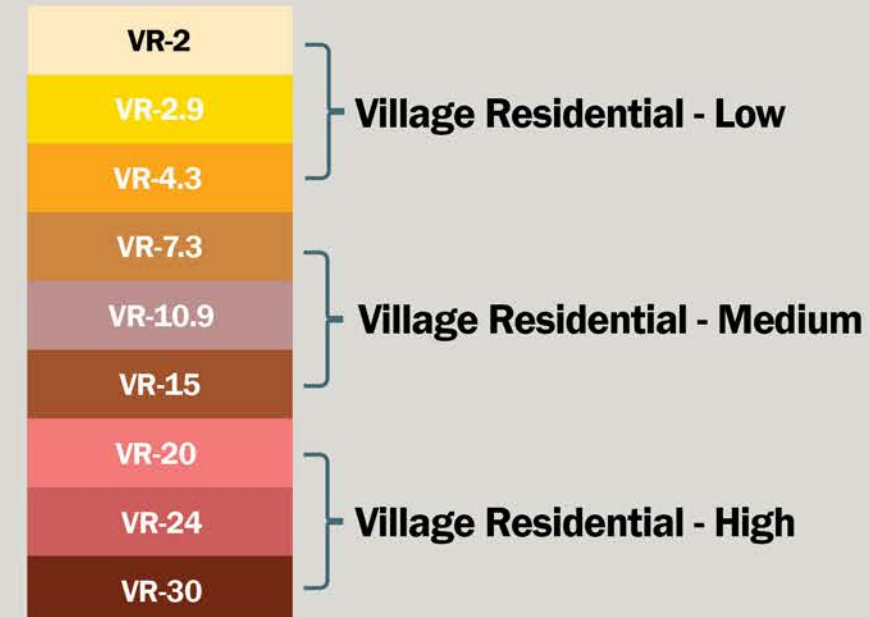 VR-2
VR-2.9
Village Residential - Low
VR-4.3
VR-7.3
VR-10.9
Village Residential - Medium
VR-15
VR-20
VR-24
Village Residential - High
VR-30